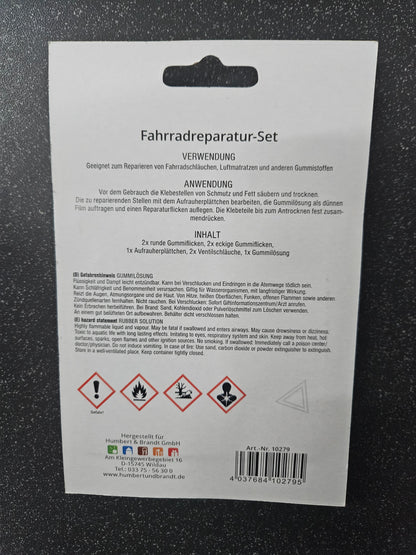 Fahrradreparatur-Set
VERWENDUNG
Geeignet zum Reparieren von Fahrradschläuchen, Luftmatratzen und anderen Gummistoffen
ANWENDUNG
Vor dem Gebrauch die Klebestellen von Schmutz und Fett säubern und trocknen.
Die zu reparierenden Stellen mit dem Aufrauherplättchen bearbeiten, die Gummilösung als dünnen
Film auftragen und einen Reparaturflicken auflegen. Die Klebeteile bis zum Antrocknen fest zusam-
mendrücken.
INHALT
2x runde Gummiflicken, 2x eckige Gummiflicken,
1x Aufrauherplättchen, 2x Ventilschläuche, 1x Gummilösung
(D) Gefahrenhinweis GUMMILÖSUNG
Flüssigkeit und Dampf leicht entzündbar. Kann bei Verschlucken und Eindringen in die Atemwege tödlich sein.
Kann Schläfrigkeit und Benommenheit verursachen. Giftig für Wasserorganismen, mit langfristiger Wirkung.
Reizt die Augen, Atmungsorgane und die Haut. Von Hitze, heißen Oberflächen, Funken, offenen Flammen sowie anderen
Zündquellenarten fernhalten. Nicht rauchen. Bei Verschlucken: Sofort Giftinformationszentrum/Arzt anrufen.
Kein Erbrechen herbeiführen. Bei Brand: Sand, Kohlendioxid oder Pulverlöschmittel zum Löschen verwenden.
An einem gut belüfteten Ort aufbewahren. Behälter dicht verschlossen halten.
(E) hazard statement RUBBER SOLUTION
Highly flammable liquid and vapour. May be fatal if swallowed and enters airways. May cause drowsiness or dizziness.
Toxic to aquatic life with long lasting effects. Irritating to eyes, respiratory system and skin. Keep away from heat, hot
surfaces, sparks, open flames and other ignition sources. No smoking. If swallowed: Immediately call a poison center/
doctor/physician. Do not induce vomiting. In case of fire: Use sand, carbon dioxide or powder extinguisher to extinguish.
Store in a well-ventilated place. Keep container tightly closed.
Gefahr
Hergestellt für
Humbert & Brandt GmbH
Am Kleingewerbegebiet 16
D-15745 Wildau
Tel.: 033 75 - 56 30 0
www.humbertundbrandt.de
Art.-Nr. 10279
4 037684 102795